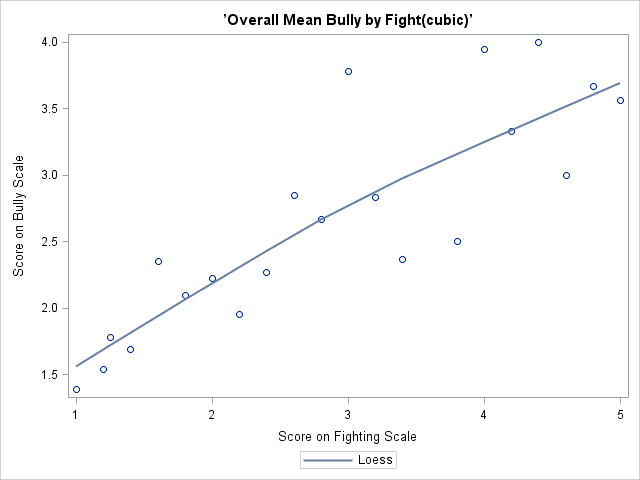 ’Overall Mean Bully by Fight(cubic)’
4.0
3.5
3.0
2.5
2.0
1.5
Score on Bully Scale
1 2 3 4 5
Score on Fighting Scale
Loess